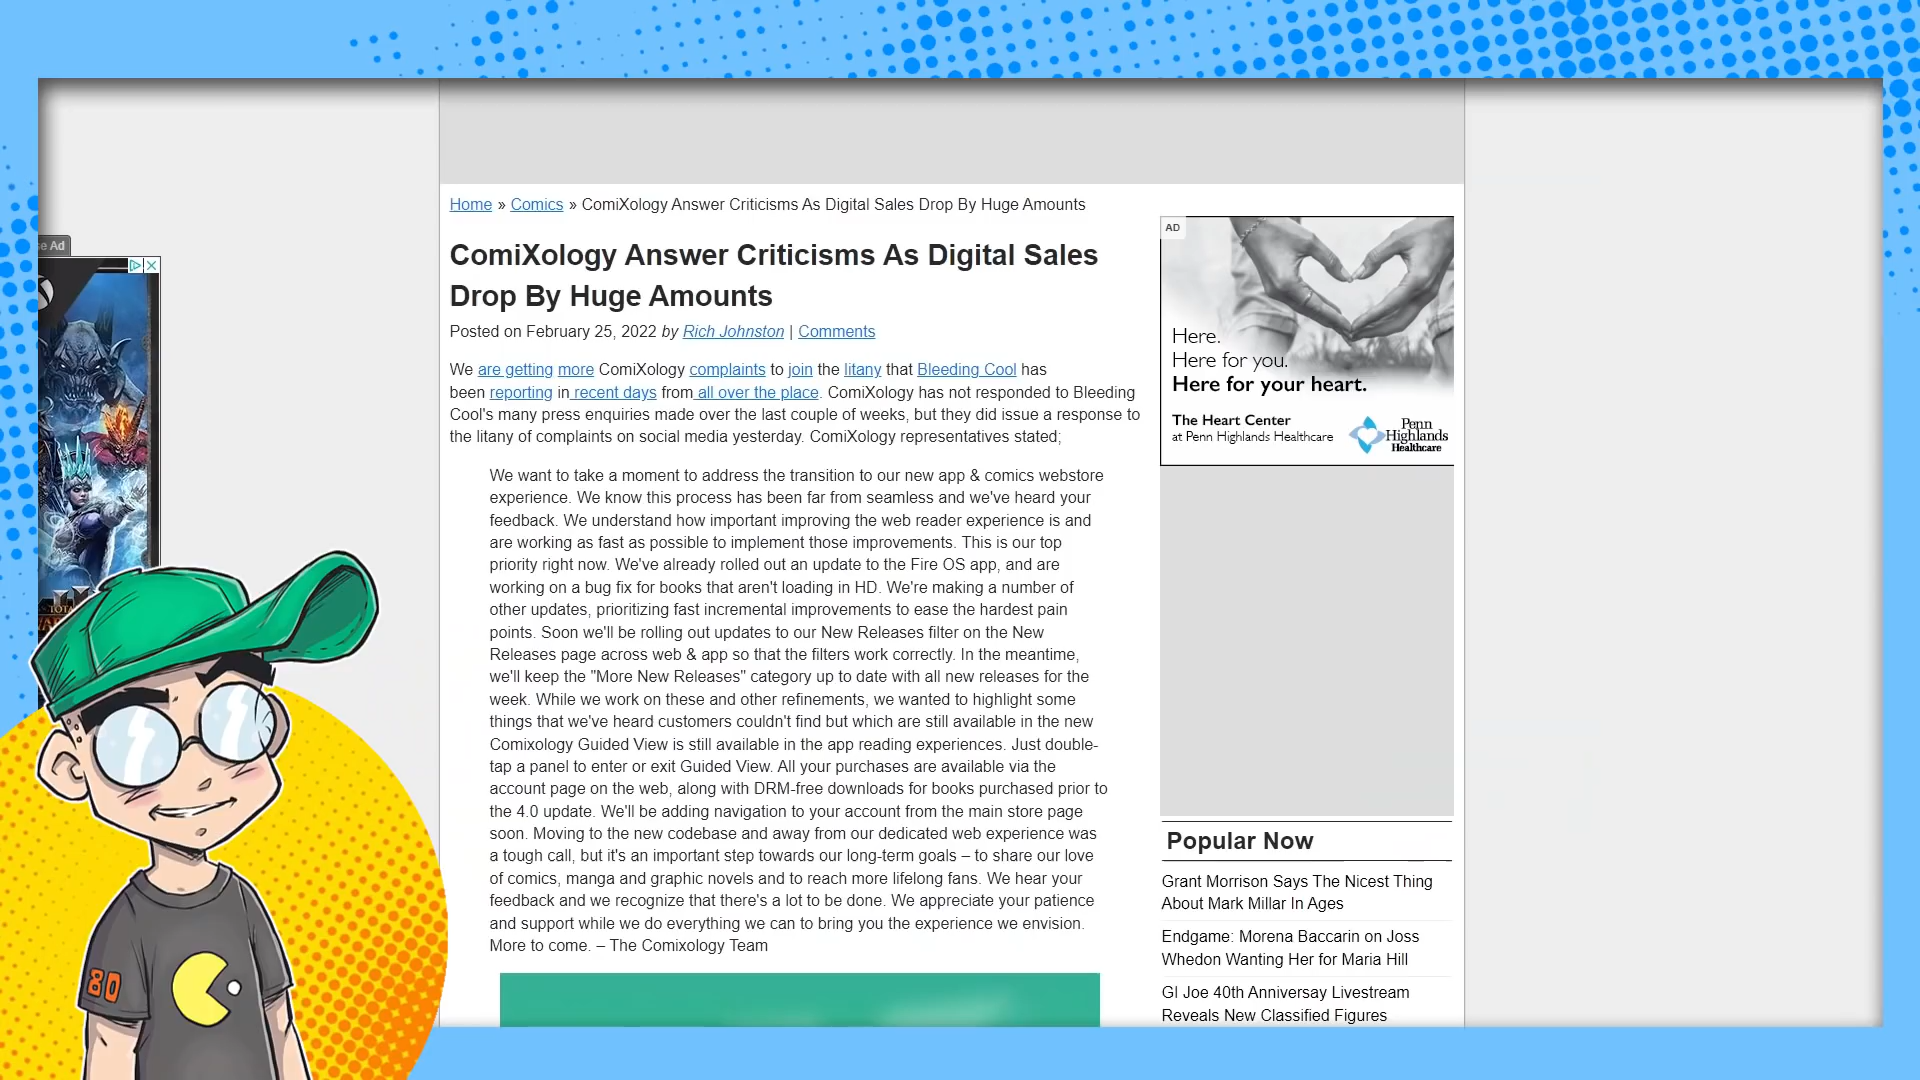 Home » Comics » ComiXology Answer Criticisms As Digital Sales Drop By Huge Amounts
ComiXology Answer Criticisms As Digital Sales
Drop By Huge Amounts
Posted on February 25, 2022 by Rich Johnston | Comments
We are getting more ComiXology complaints to join the litany that Bleeding Cool has
been reporting in recent days from all over the place. ComiXology has not responded to Bleeding
Cool's many press enquiries made over the last couple of weeks, but they did issue a response to
the litany of complaints on social media yesterday. ComiXology representatives stated;
We want to take a moment to address the transition to our new app & comics webstore
experience. We know this process has been far from seamless and we've heard your
feedback. We understand how important improving the web reader experience is and
are working as fast as possible to implement those improvements. This is our top
priority right now. We've already rolled out an update to the Fire OS app, and are
working on a bug fix for books that aren't loading in HD. We're making a number of
other updates, prioritizing fast incremental improvements to ease the hardest pain
points. Soon we'll be rolling out updates to our New Releases filter on the New
Releases page across web & app so that the filters work correctly. In the meantime,
we'll keep the "More New Releases" category up to date with all new releases for the
week. While we work on these and other refinements, we wanted to highlight some
things that we've heard customers couldn't find but which are still available in the new
Comixology Guided View is still available in the app reading experiences. Just double-
tap a panel to enter or exit Guided View. All your purchases are available via the
account page on the web, along with DRM-free downloads for books purchased prior to
the 4.0 update. We'll be adding navigation to your account from the main store page
soon. Moving to the new codebase and away from our dedicated web experience was
a tough call, but it's an important step towards our long-term goals – to share our love
of comics, manga and graphic novels and to reach more lifelong fans. We hear your
feedback and we recognize that there's a lot to be done. We appreciate your patience
and support while we do everything we can to bring you the experience we envision.
More to come. – The Comixology Team
AD
Here.
Here for you.
Here for your heart.
The Heart Center
at Penn Highlands Healthcare
Penn
Highlands
Healthcare
Popular Now
Grant Morrison Says The Nicest Thing
About Mark Millar In Ages
Endgame: Morena Baccarin on Joss
Whedon Wanting Her for Maria Hill
GI Joe 40th Anniversay Livestream
Reveals New Classified Figures
Ad
80